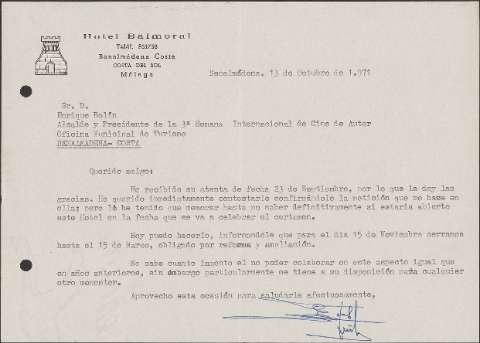 Hotel Balmoral
Teléf.
Benalmádena Costa
COSTA DEL SOL
Málaga
Benalmádena, 13 de Octubre de 1.971
Sr. D.
Enrique Bolín
Alcalde y Presidente de la 3ª Semana Internacional de Cine de Autor
Oficina Municipal de Turismo
BENALMADENA- COSTA
Querido amigo:
He recibido su atenta de fecha 23 de Septiembre, por lo que le doy las
gracias. He querido inmediatamente contestarle confirmándole la petición que me hace en
ella; pero lo he tenido que demorar hasta no saber definitivamente si estaria abierto
este Hotel en la fecha que se va a celebrar el certamen.
Hoy puedo hacerlo, informándole que para el dia 15 de Noviembre cerramos
hasta el 15 de Marzo, obligado por reforma y ampliación.
No sabe cuanto lamento el no poder colaborar en este aspecto igual que
en años anteriores, sin embargo particularmente me tiene a su disposición para cualquier
otro menester.
Aprovecho esta ocasión para saludarle afectuosamente,